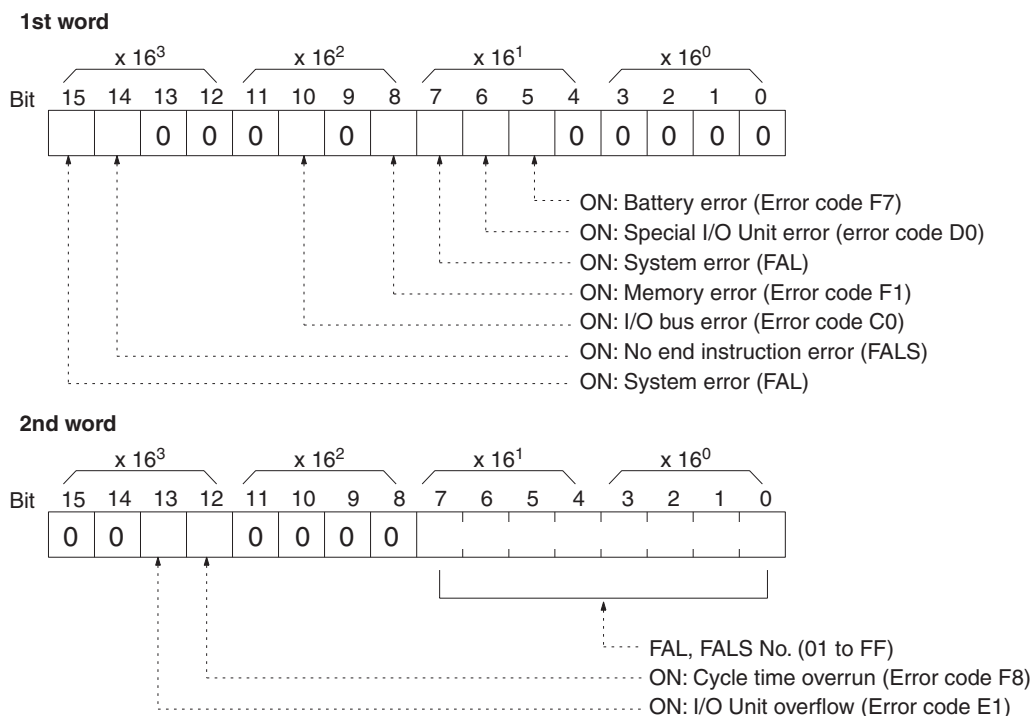 1st word
x 16³ x 16² x 16¹ x 16⁰
Bit 15 14 13 12 11 10 9 8 7 6 5 4 3 2 1 0
0 0 0 0 0 0 0 0 0
ON: Battery error (Error code F7)
ON: Special I/O Unit error (error code D0)
ON: System error (FAL)
ON: Memory error (Error code F1)
ON: I/O bus error (Error code C0)
ON: No end instruction error (FALS)
ON: System error (FAL)
2nd word
x 16³ x 16² x 16¹ x 16⁰
Bit 15 14 13 12 11 10 9 8 7 6 5 4 3 2 1 0
0 0 0 0 0 0
FAL, FALS No. (01 to FF)
ON: Cycle time overrun (Error code F8)
ON: I/O Unit overflow (Error code E1)